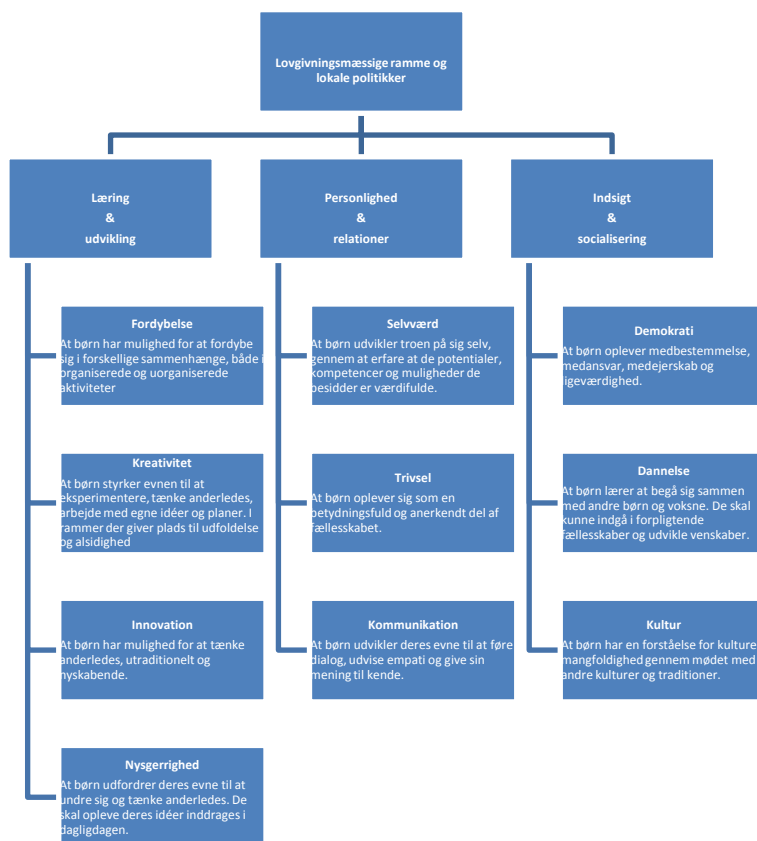 Lovgivningsmæssige ramme og
lokale politikker
Læring
&
udvikling
Fordybelse
At børn har mulighed for at fordybe
sig i forskellige sammenhænge, både i
organiserede og uorganiserede
aktiviteter
Kreativitet
At børn styrker evnen til at
eksperimentere, tænke anderledes,
arbejde med egne idéer og planer. I
rammer der giver plads til udfoldelse
og alsidighed
Innovation
At børn har mulighed for at tænke
anderledes, utraditionelt og
nyskabende.
Nysgerrighed
At børn udfordrer deres evne til at
undre sig og tænke anderledes. De
skal opleve deres idéer inddrages i
dagligdagen.
Personlighed
&
relationer
Selvværd
At børn udvikler troen på sig selv,
gennem at erfare at de potentialer,
kompetencer og muligheder de
besidder er værdifulde.
Trivsel
At børn oplever sig som en
betydningsfuld og anerkendt del af
fællesskabet.
Kommunikation
At børn udvikler deres evne til at føre
dialog, udvise empati og give sin
mening til kende.
Indsigt
&
socialisering
Demokrati
At børn oplever medbestemmelse,
medansvar, medejerskab og
ligeværdighed.
Dannelse
At børn lærer at begå sig sammen
med andre børn og voksne. De skal
kunne indgå i forpligtende
fællesskaber og udvikle venskaber.
Kultur
At børn har en forståelse for kulturel
mangfoldighed gennem mødet med
andre kulturer og traditioner.